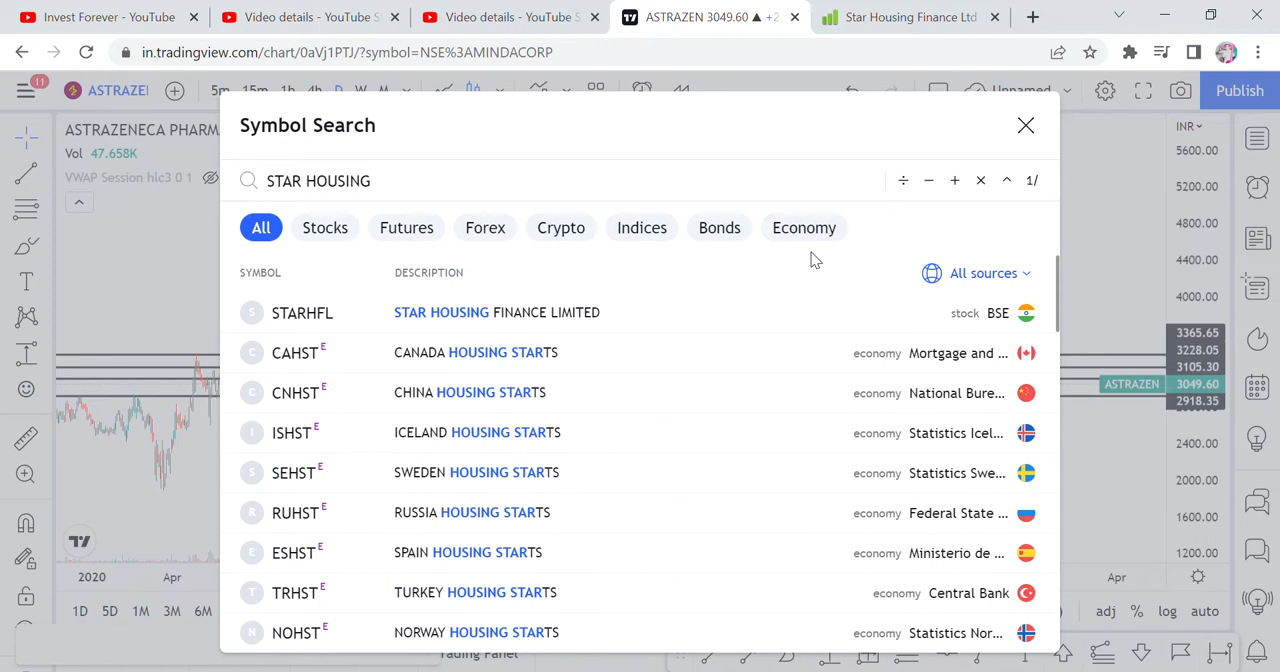 Invest Forever - YouTube
Video details - YouTube S
Video details - YouTube S
ASTRAZEN 3049.60 ▲ +2
Star Housing Finance Ltd
in.tradingview.com/chart/0aVj1PTJ/?symbol=NSE%3AMINDACORP
11
ASTRAZEN
5m 15m 1h 4h D W M
Unnamed
Publish
ASTRAZENECA PHARMA
Vol 47.658K
VWAP Session hlc3 0 1
Symbol Search
STAR HOUSING
÷ − + × ^ 1/
All Stocks Futures Forex Crypto Indices Bonds Economy
SYMBOL DESCRIPTION All sources
S STARHFL STAR HOUSING FINANCE LIMITED stock BSE
C CAHST E CANADA HOUSING STARTS economy Mortgage and ...
C CNHST E CHINA HOUSING STARTS economy National Bure...
I ISHST E ICELAND HOUSING STARTS economy Statistics Icel...
S SEHST E SWEDEN HOUSING STARTS economy Statistics Swe...
R RUHST E RUSSIA HOUSING STARTS economy Federal State ...
E ESHST E SPAIN HOUSING STARTS economy Ministerio de ...
T TRHST E TURKEY HOUSING STARTS economy Central Bank
N NOHST E NORWAY HOUSING STARTS economy Statistics Nor...
INR
5600.00
5200.00
4800.00
4400.00
4000.00
3365.65
3228.05
3105.30
ASTRAZEN 3049.60
2918.35
2400.00
2000.00
1600.00
1200.00
2020 Apr Apr
1D 5D 1M 3M 6M adj % log auto
Trading Panel